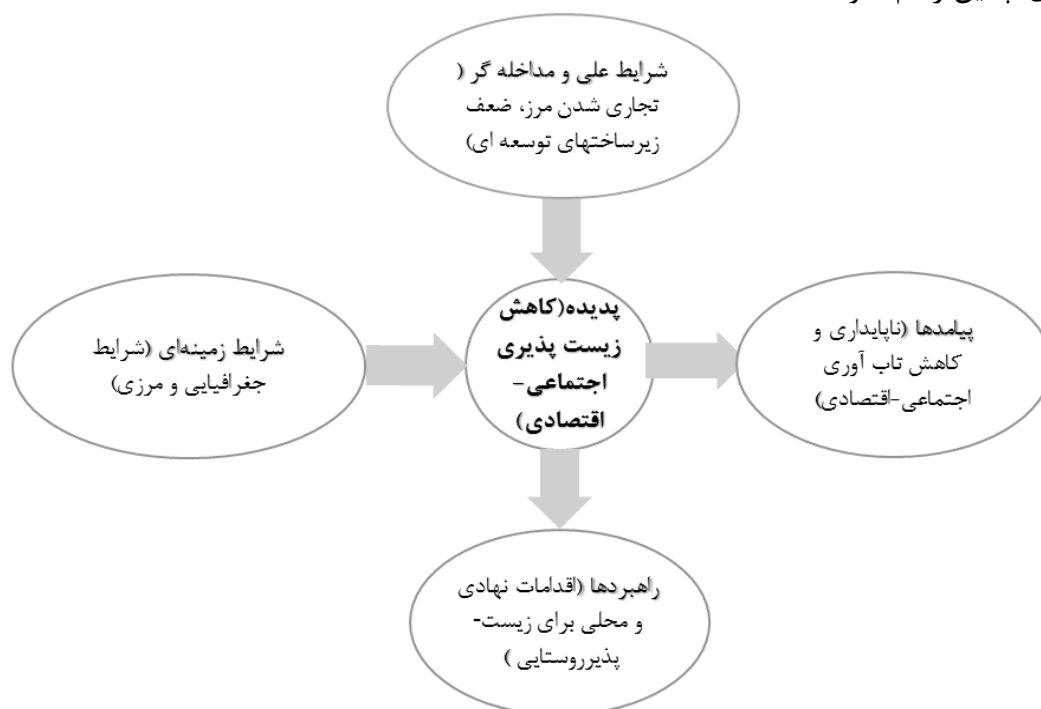 شرایط علی و مداخله گر (
تجاری شدن مرز، ضعف
زیرساختهای توسعه ای)
پدیده(کاهش
زیست پذیری
اجتماعی-
اقتصادی)
شرایط زمینه‌ای (شرایط
جغرافیایی و مرزی)
پیامدها (ناپایداری و
کاهش تاب آوری
اجتماعی-اقتصادی)
راهبردها (اقدامات نهادی
و محلی برای زیست-
پذیرروستایی )